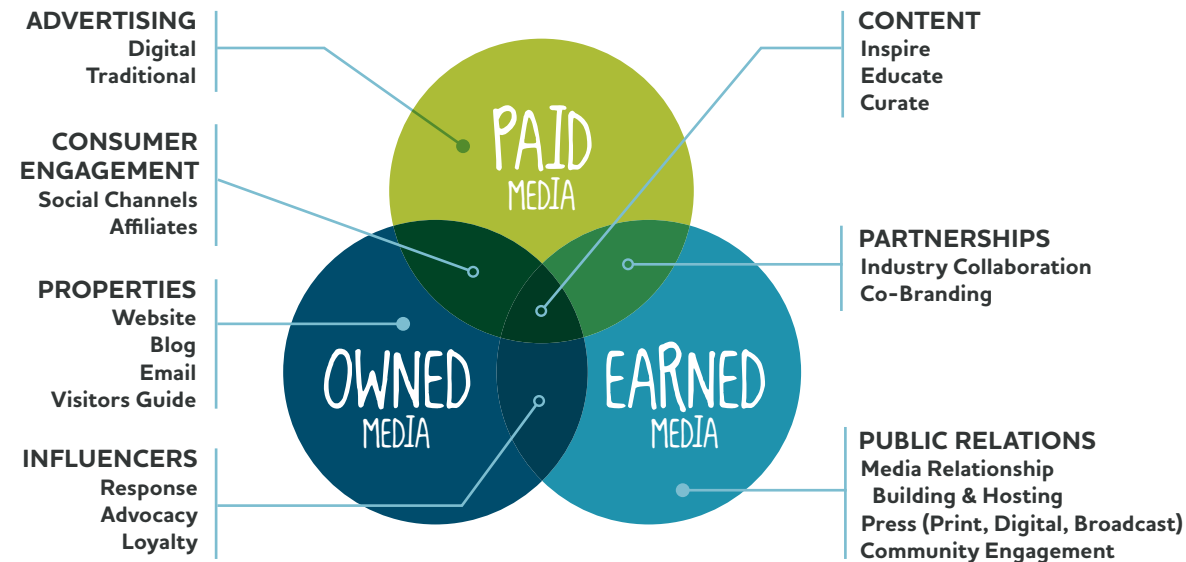 ADVERTISING
Digital
Traditional
CONSUMER
ENGAGEMENT
Social Channels
Affiliates
PROPERTIES
Website
Blog
Email
Visitors Guide
INFLUENCERS
Response
Advocacy
Loyalty
PAID
MEDIA
OWNED
MEDIA
EARNED
MEDIA
CONTENT
Inspire
Educate
Curate
PARTNERSHIPS
Industry Collaboration
Co-Branding
PUBLIC RELATIONS
Media Relationship
Building & Hosting
Press (Print, Digital, Broadcast)
Community Engagement